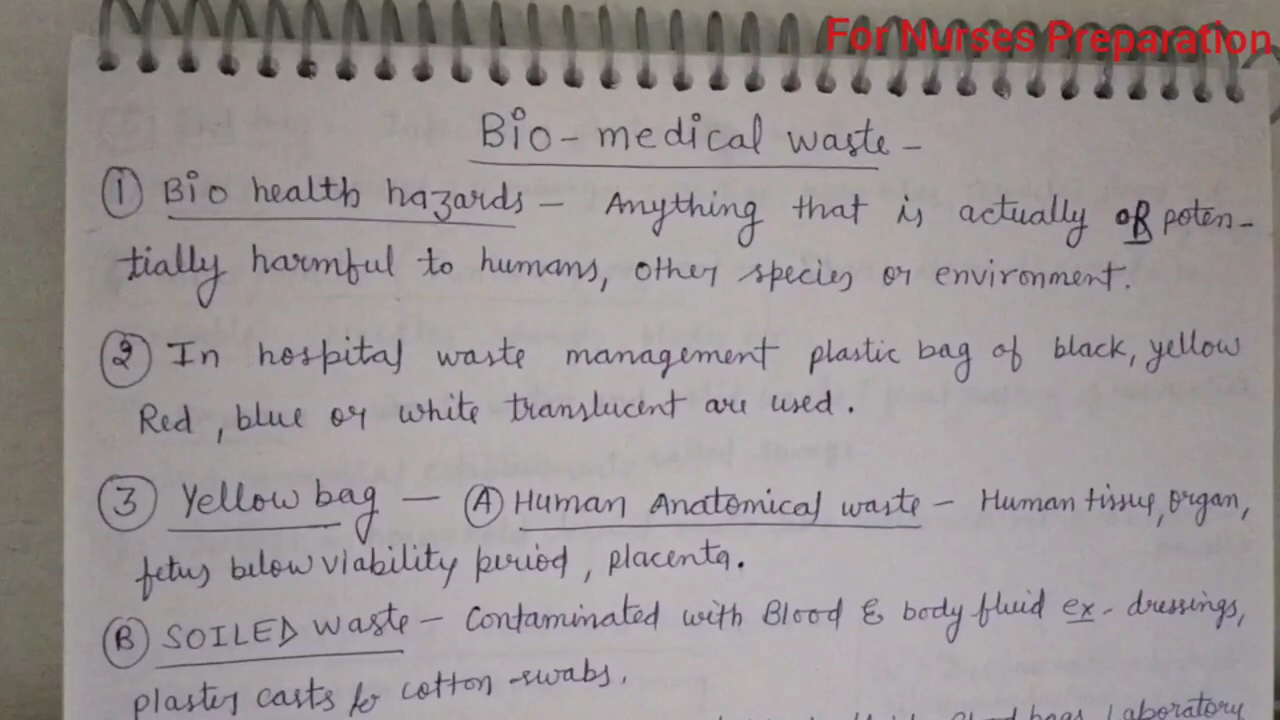 For Nurses Preparation
Bio-medical waste -
① Bio health hazards - Anything that is actually OR poten-
tially harmful to humans, other species or environment.
② In hospital waste management plastic bag of black, yellow
Red, blue or white translucent are used.
③ Yellow bag - Ⓐ Human Anatomical waste - Human tissue, organ,
fetus below viability period, placenta.
Ⓑ SOILED waste - Contaminated with Blood & body fluid ex- dressings,
plaster casts & cotton swabs.
bags, Laboratory